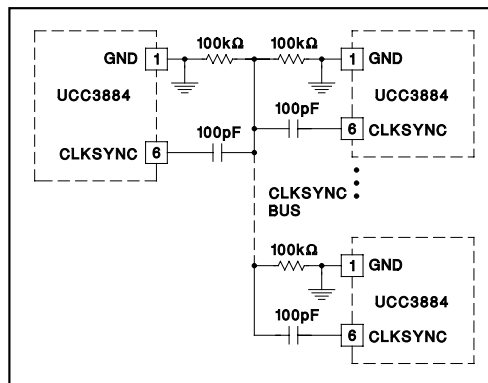 100kΩ 100kΩ
GND 1 1 GND
UCC3884 UCC3884
100pF
CLKSYNC 6 100pF 6 CLKSYNC
CLKSYNC
BUS
100kΩ
1 GND
UCC3884
100pF
6 CLKSYNC